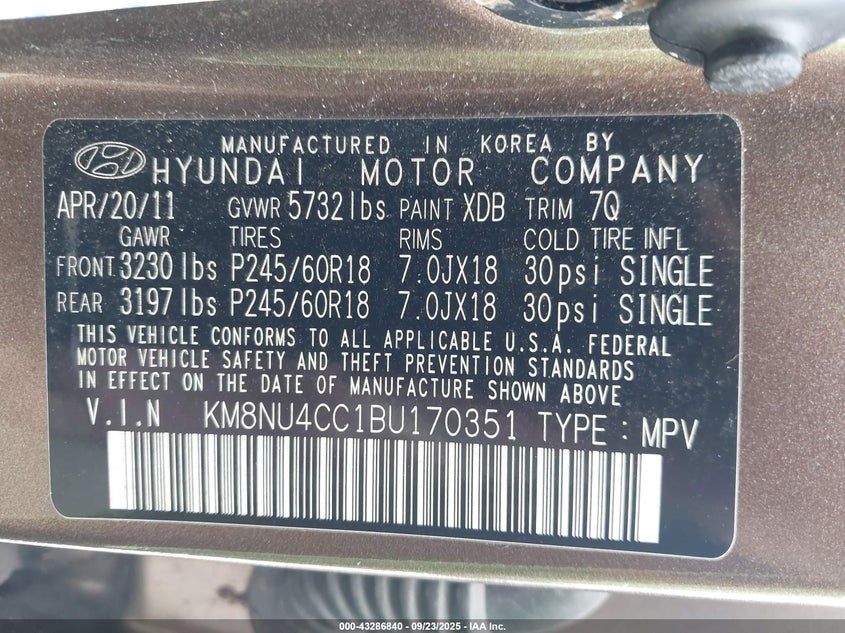 MANUFACTURED IN KOREA BY
HYUNDAI MOTOR COMPANY
APR/20/11 GVWR 5732lbs PAINT XDB TRIM 7Q
GAWR TIRES RIMS COLD TIRE INFL
FRONT 3230lbs P245/60R18 7.0JX18 30psi SINGLE
REAR 3197lbs P245/60R18 7.0JX18 30psi SINGLE
THIS VEHICLE CONFORMS TO ALL APPLICABLE U.S.A. FEDERAL
MOTOR VEHICLE SAFETY AND THEFT PREVENTION STANDARDS
IN EFFECT ON THE DATE OF MANUFACTURE SHOWN ABOVE
V.I.N KM8NU4CC1BU170351 TYPE : MPV
000-43286840 - 09/23/2025 - IAA Inc.